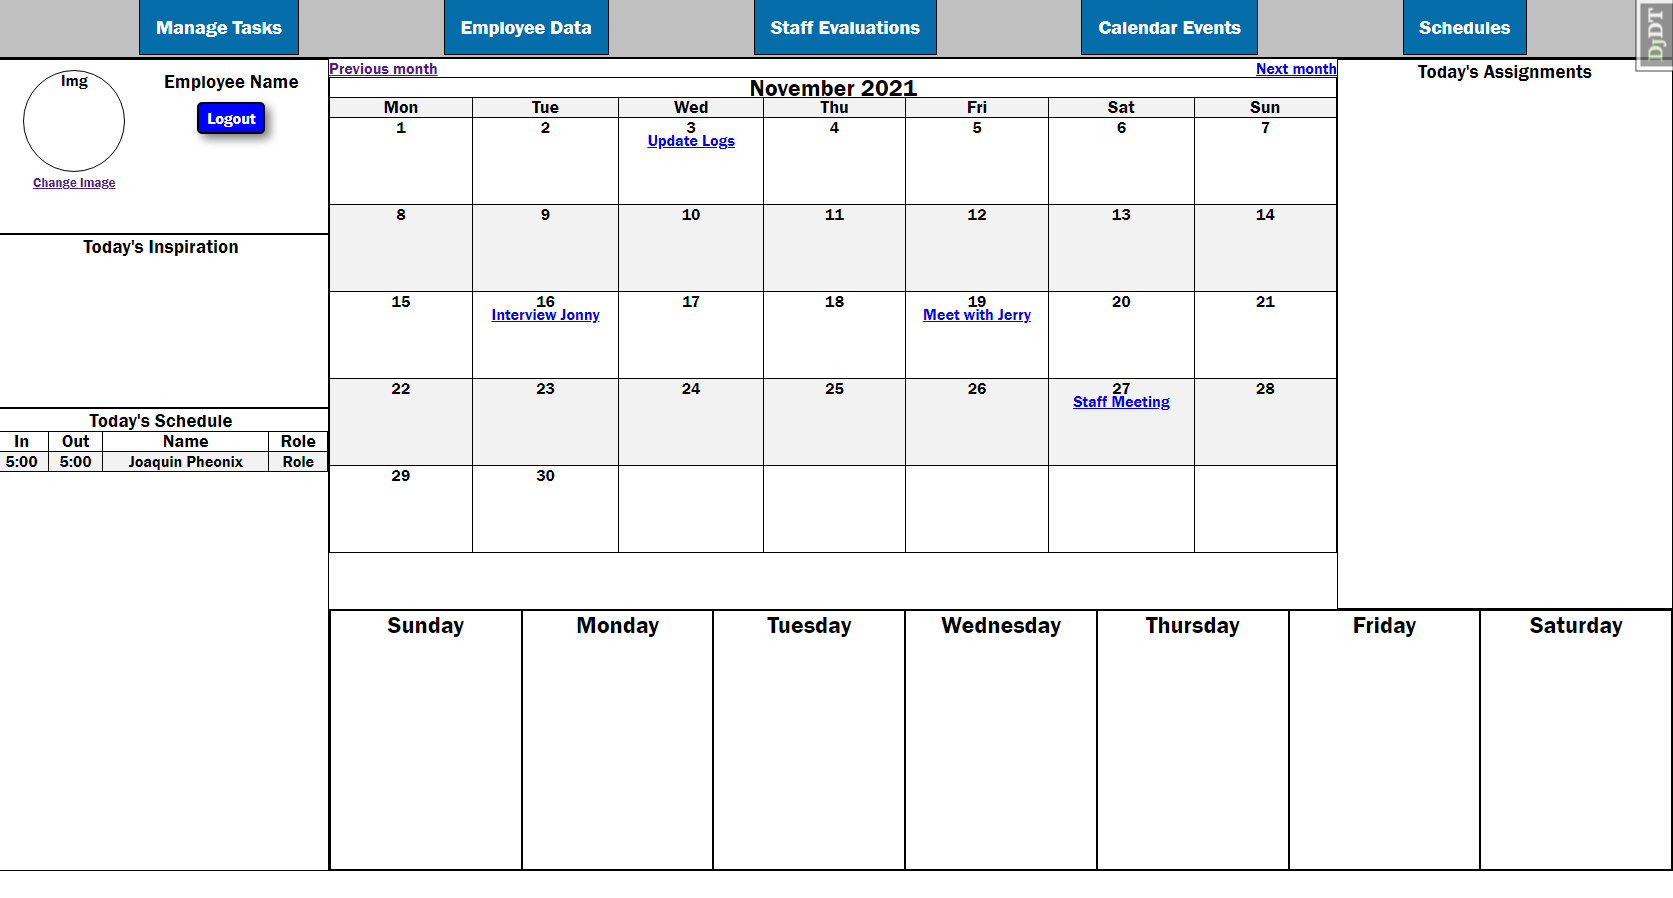 Manage Tasks Employee Data Staff Evaluations Calendar Events Schedules
DJDT
Img
Employee Name
Logout
Change Image
Today's Inspiration
Today's Schedule
In Out Name Role
5:00 5:00 Joaquin Pheonix Role
Previous month Next month
November 2021
Mon Tue Wed Thu Fri Sat Sun
1 2 3 4 5 6 7
Update Logs
8 9 10 11 12 13 14
15 16 17 18 19 20 21
Interview Jonny Meet with Jerry
22 23 24 25 26 27 28
Staff Meeting
29 30
Today's Assignments
Sunday Monday Tuesday Wednesday Thursday Friday Saturday